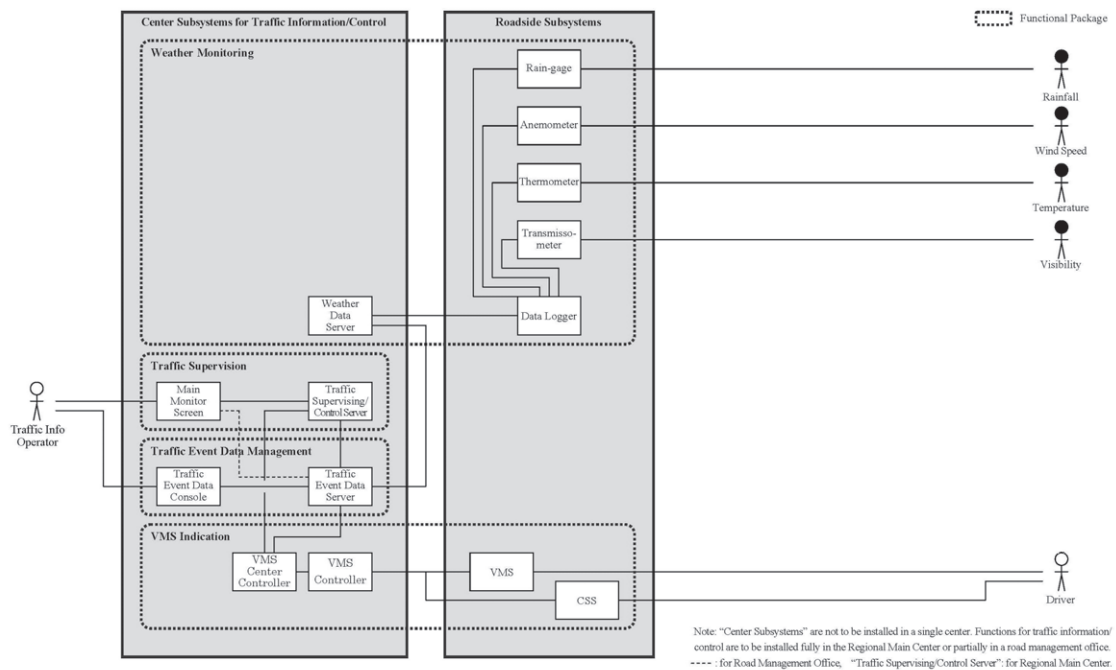 Center Subsystems for Traffic Information/Control
Roadside Subsystems
Functional Package
Weather Monitoring
Rain-gage
Rainfall
Anemometer
Wind Speed
Thermometer
Temperature
Transmisso-
meter
Visibility
Weather
Data
Server
Data Logger
Traffic Supervision
Main
Monitor
Screen
Traffic
Supervising/
Control Server
Traffic Info
Operator
Traffic Event Data Management
Traffic
Event Data
Console
Traffic
Event Data
Server
VMS Indication
VMS
Center
Controller
VMS
Controller
VMS
CSS
Driver
Note: “Center Subsystems” are not to be installed in a single center. Functions for traffic information/
control are to be installed fully in the Regional Main Center or partially in a road management office.
---- : for Road Management Office, “Traffic Supervising/Control Server”: for Regional Main Center.